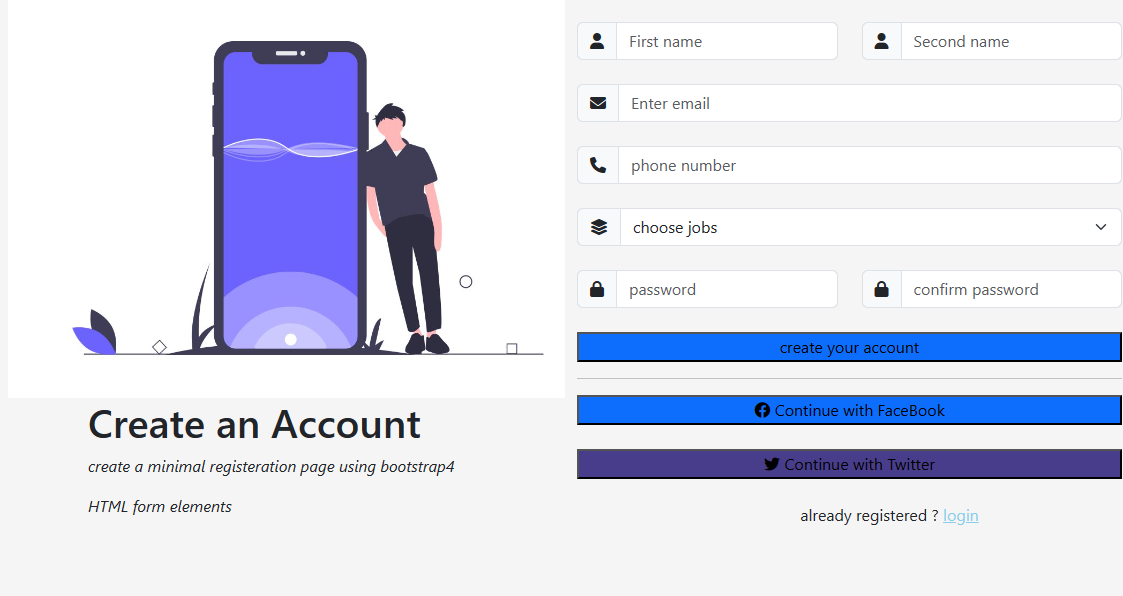 First name
Second name
Enter email
phone number
choose jobs
password
confirm password
create your account
Continue with FaceBook
Continue with Twitter
already registered ? login
Create an Account
create a minimal registeration page using bootstrap4
HTML form elements